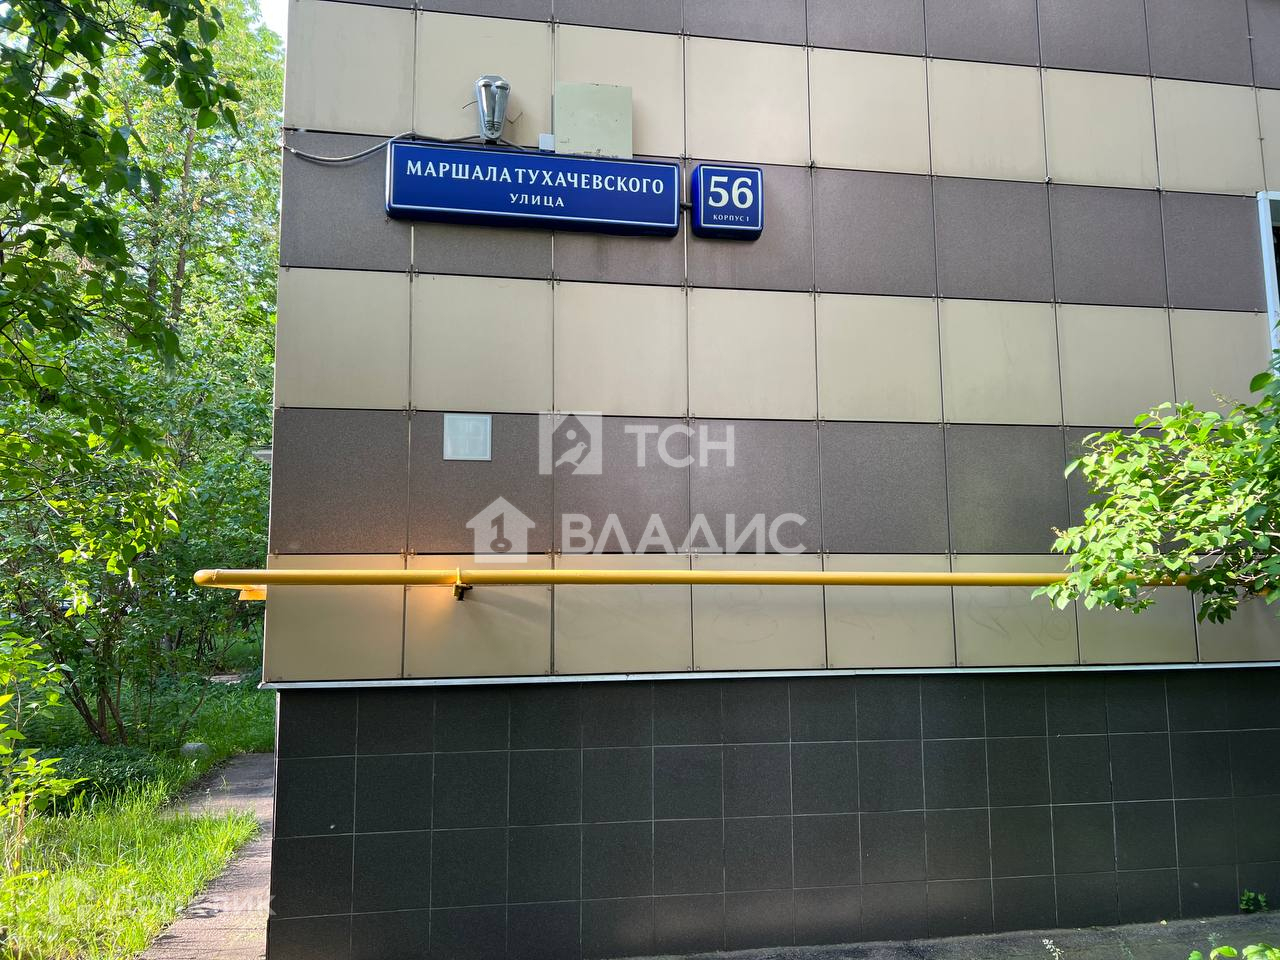 МАРШАЛА ТУХАЧЕВСКОГО
УЛИЦА
56
КОРПУС 1
ТСН
ВЛАДИС